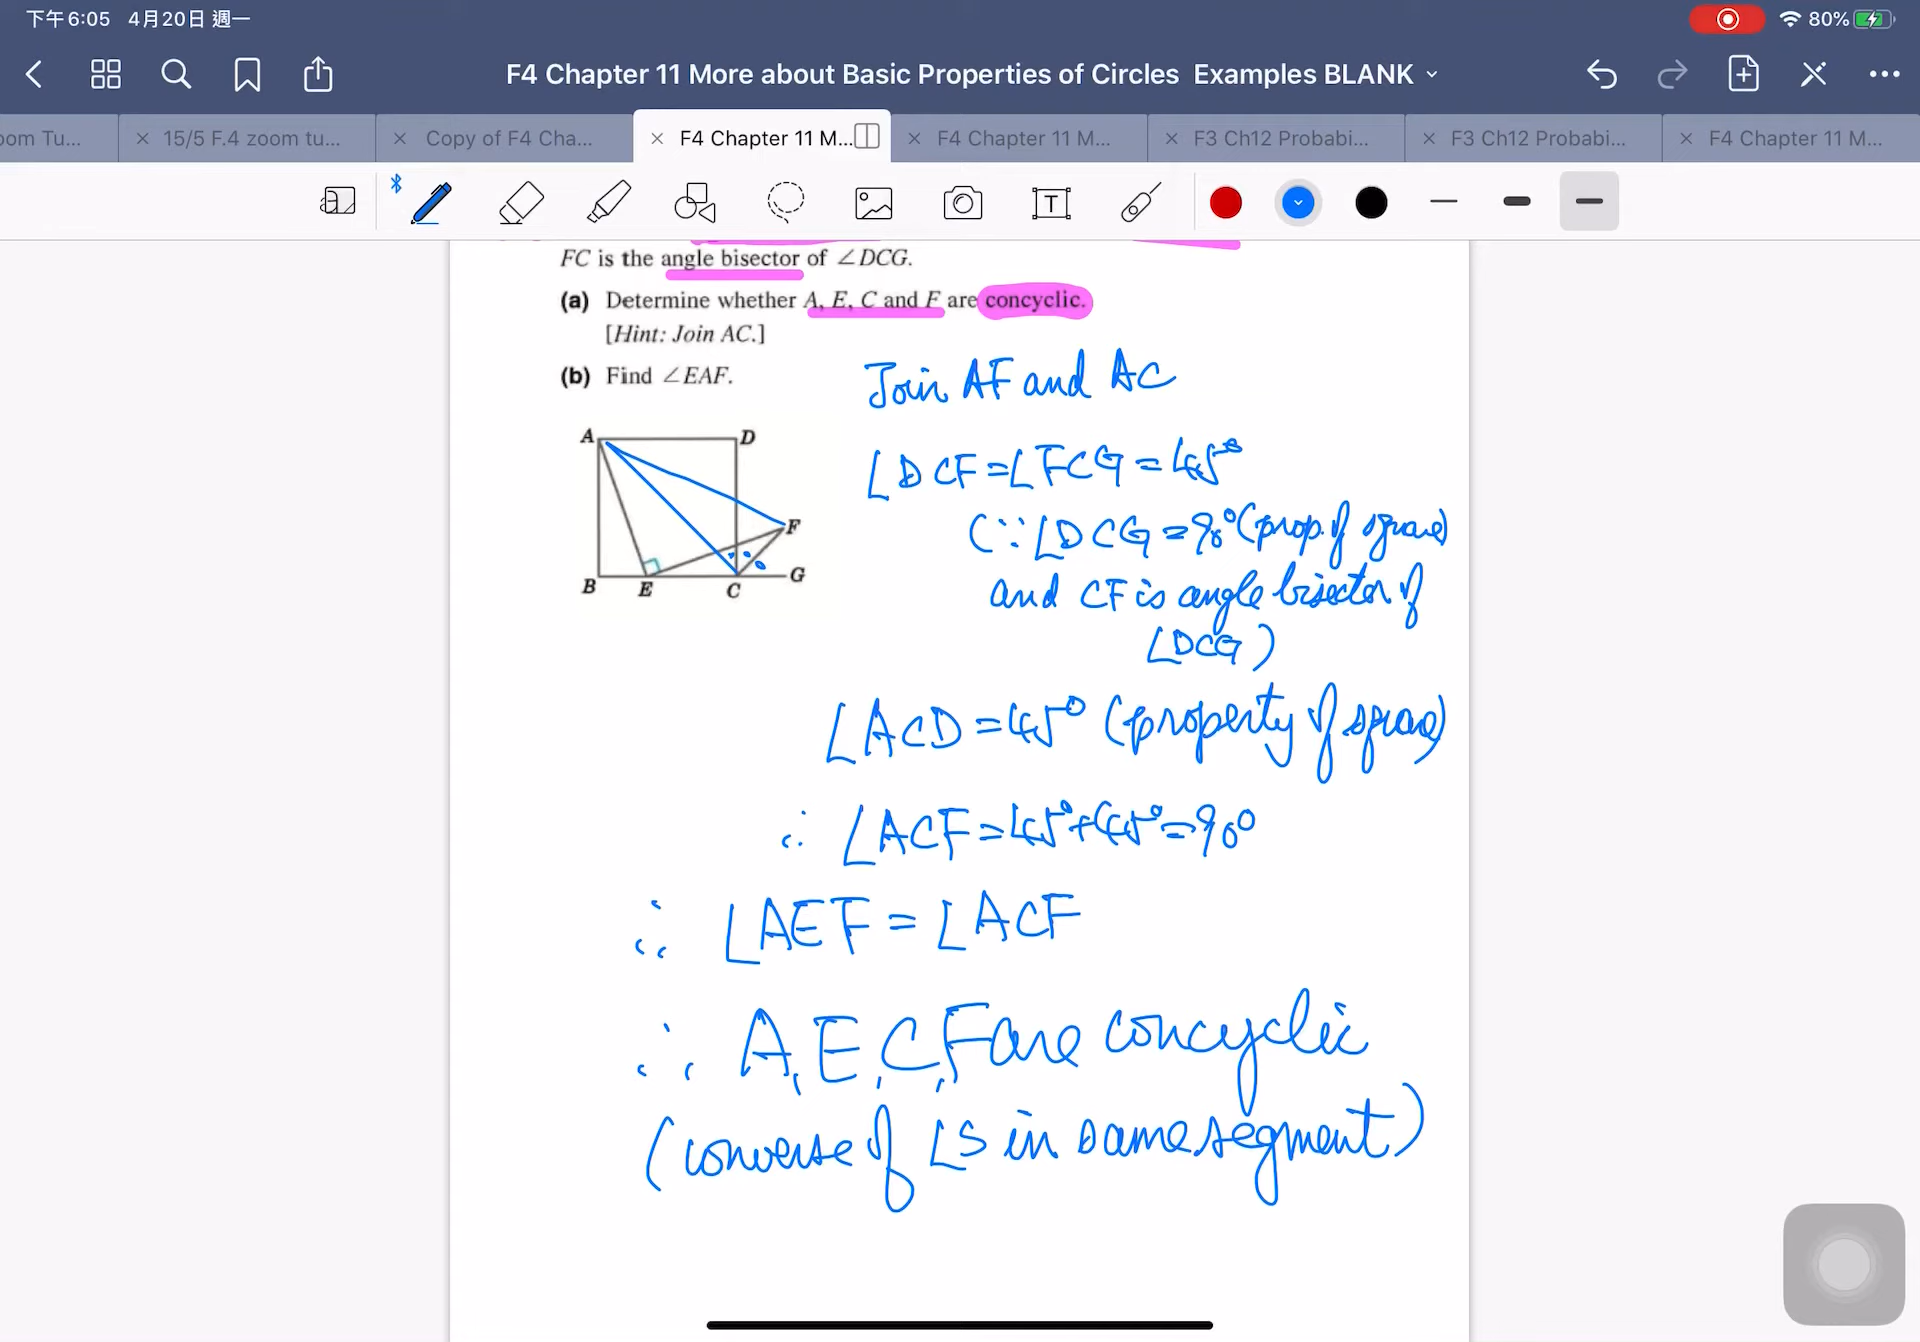 下午6:05 4月20日 週一
80%
F4 Chapter 11 More about Basic Properties of Circles Examples BLANK
oom Tu...
15/5 F.4 zoom tu...
Copy of F4 Cha...
F4 Chapter 11 M...
F4 Chapter 11 M...
F3 Ch12 Probabi...
F3 Ch12 Probabi...
F4 Chapter 11 M...
FC is the angle bisector of ∠DCG.
(a) Determine whether A, E, C and F are concyclic.
[Hint: Join AC.]
(b) Find ∠EAF.
Join AF and AC
A D
F
B E C G
∠DCF=∠FCG=45°
(∵∠DCG=90° (prop. of square)
and CF is angle bisector of
∠DCG)
∠ACD=45° (property of square)
∴ ∠ACF=45°+45°=90°
∴ ∠AEF=∠ACF
∴ A, E, C, F are concyclic
(converse of ∠s in same segment)